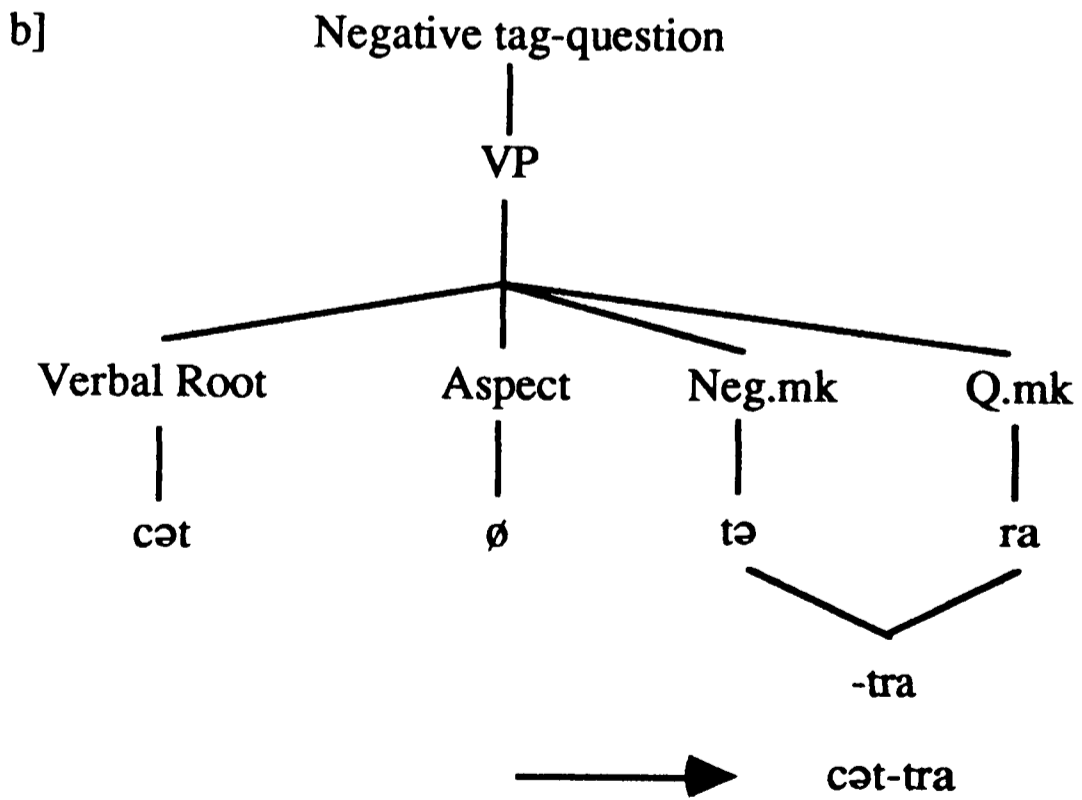 b] Negative tag-question
VP
Verbal Root Aspect Neg.mk Q.mk
cət ø tə ra
-tra
cət-tra